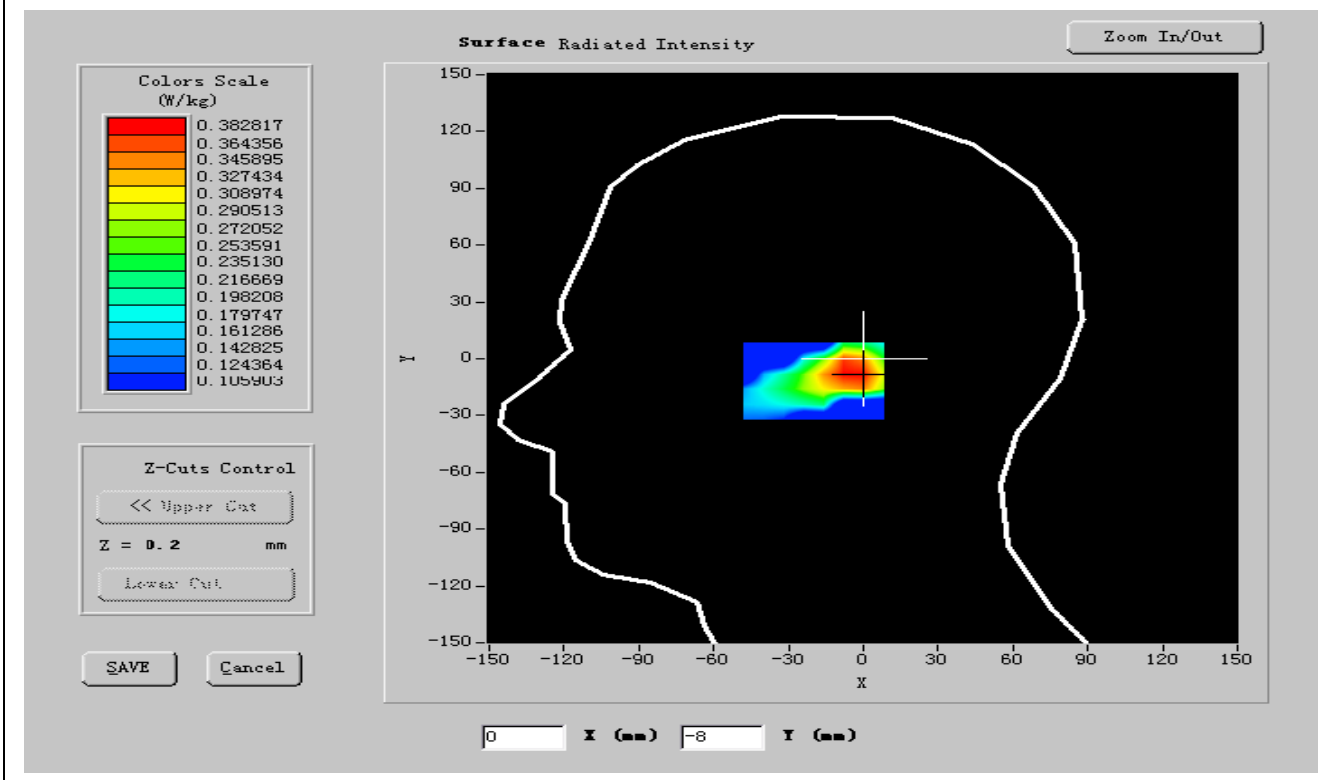 Surface Radiated Intensity
Zoom In/Out
Colors Scale
(W/kg)
0.382817
0.364356
0.345895
0.327434
0.308974
0.290513
0.272052
0.253591
0.235130
0.216669
0.198208
0.179747
0.161286
0.142825
0.124364
0.105903
Z-Cuts Control
<< Upper Cut
Z = 0.2 mm
Lower Cut
SAVE
Cancel
150
120
90
60
30
0
-30
-60
-90
-120
-150
Y
-150 -120 -90 -60 -30 0 30 60 90 120 150
X
0 X (mm) -8 Y (mm)